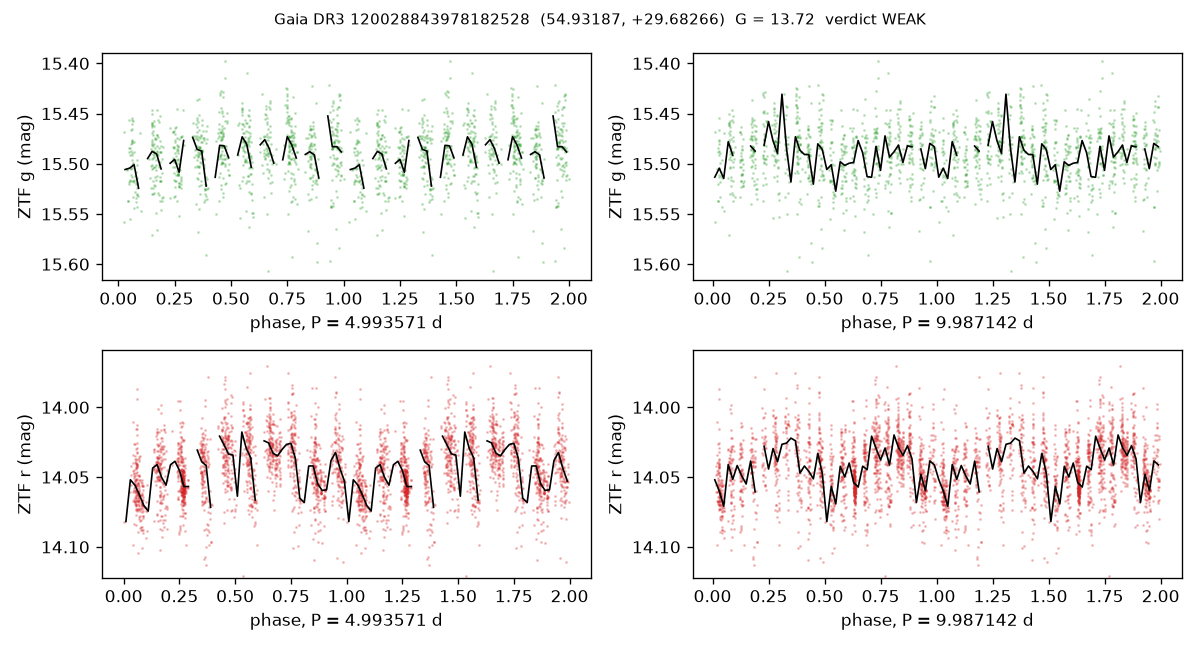 Gaia DR3 120028843978182528 (54.93187, +29.68266) G = 13.72 verdict WEAK
ZTF g (mag)
15.40
15.45
15.50
15.55
15.60
0.00 0.25 0.50 0.75 1.00 1.25 1.50 1.75 2.00
phase, P = 4.993571 d
ZTF g (mag)
15.40
15.45
15.50
15.55
15.60
0.00 0.25 0.50 0.75 1.00 1.25 1.50 1.75 2.00
phase, P = 9.987142 d
ZTF r (mag)
14.00
14.05
14.10
0.00 0.25 0.50 0.75 1.00 1.25 1.50 1.75 2.00
phase, P = 4.993571 d
ZTF r (mag)
14.00
14.05
14.10
0.00 0.25 0.50 0.75 1.00 1.25 1.50 1.75 2.00
phase, P = 9.987142 d